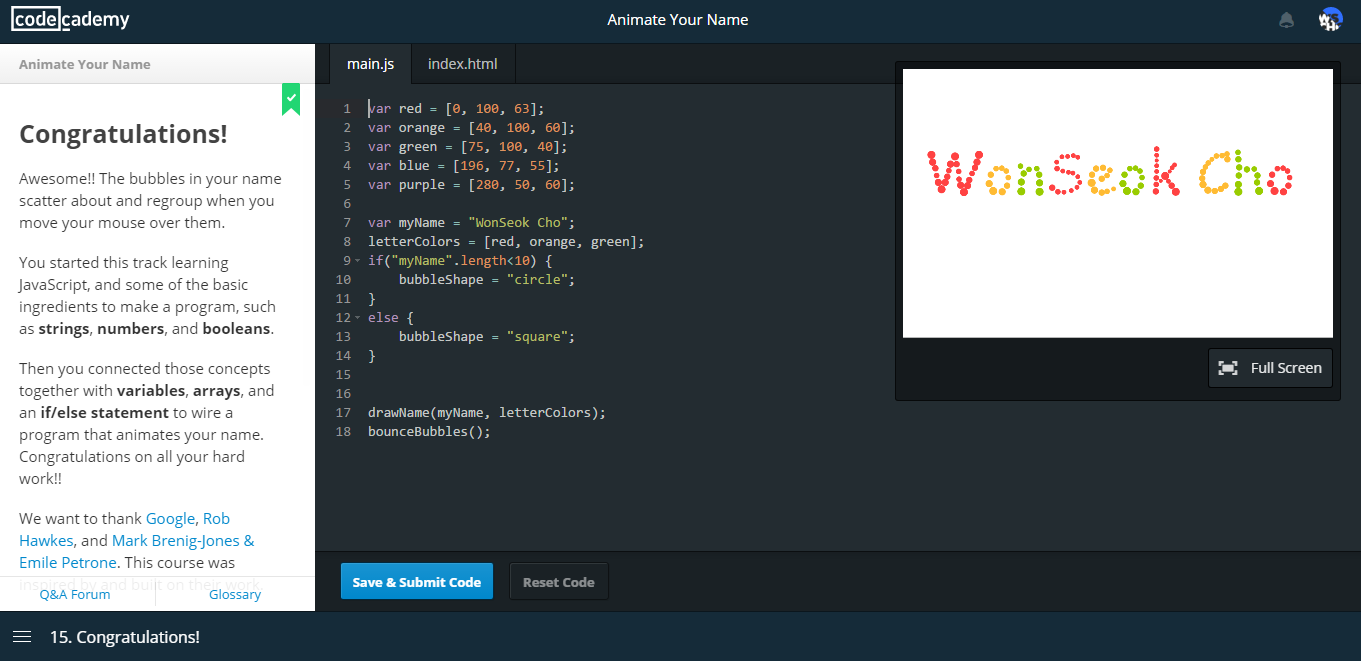 codecademy
Animate Your Name
Animate Your Name
Congratulations!
Awesome!! The bubbles in your name
scatter about and regroup when you
move your mouse over them.
You started this track learning
JavaScript, and some of the basic
ingredients to make a program, such
as strings, numbers, and booleans.
Then you connected those concepts
together with variables, arrays, and
an if/else statement to wire a
program that animates your name.
Congratulations on all your hard
work!!
We want to thank Google, Rob
Hawkes, and Mark Brenig-Jones &
Emile Petrone. This course was
inspired by and built on their work.
Q&A Forum
Glossary
main.js
index.html
1 var red = [0, 100, 63];
2 var orange = [40, 100, 60];
3 var green = [75, 100, 40];
4 var blue = [196, 77, 55];
5 var purple = [280, 50, 60];
6
7 var myName = "WonSeok Cho";
8 letterColors = [red, orange, green];
9 if("myName".length<10) {
10 bubbleShape = "circle";
11 }
12 else {
13 bubbleShape = "square";
14 }
15
16
17 drawName(myName, letterColors);
18 bounceBubbles();
WonSeok Cho
Full Screen
Save & Submit Code
Reset Code
15. Congratulations!